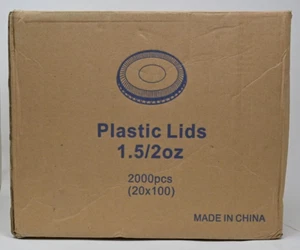 Plastic Lids
1.5/2oz
2000pcs
(20x100)
MADE IN CHINA